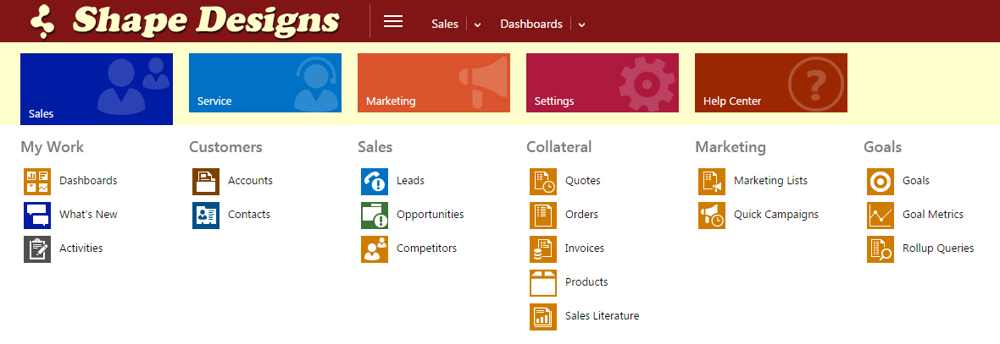 Shape Designs
Sales
Dashboards
Sales
Service
Marketing
Settings
Help Center
My Work
Dashboards
What's New
Activities
Customers
Accounts
Contacts
Sales
Leads
Opportunities
Competitors
Collateral
Quotes
Orders
Invoices
Products
Sales Literature
Marketing
Marketing Lists
Quick Campaigns
Goals
Goals
Goal Metrics
Rollup Queries